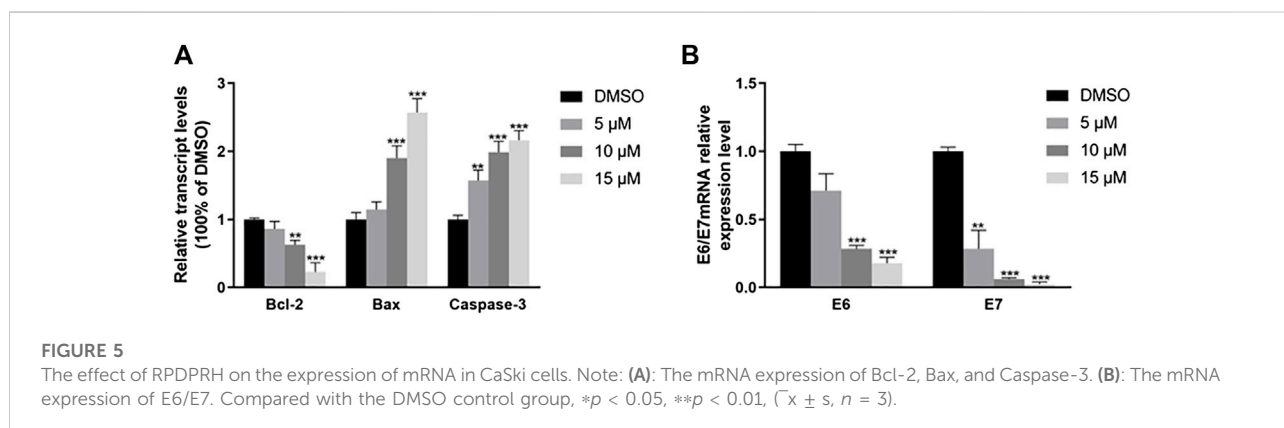 A
Relative transcript levels
(100% of DMSO)
3
2
1
0
**
***
***
***
**
***
***
Bcl-2
Bax
Caspase-3
DMSO
5 μM
10 μM
15 μM
B
E6/E7mRNA relative
expression level
1.5
1.0
0.5
0.0
***
***
**
***
***
E6
E7
DMSO
5 μM
10 μM
15 μM
FIGURE 5
The effect of RPDPRH on the expression of mRNA in CaSki cells. Note: (A): The mRNA expression of Bcl-2, Bax, and Caspase-3. (B): The mRNA
expression of E6/E7. Compared with the DMSO control group, *p < 0.05, **p < 0.01, (¯x ± s, n = 3).